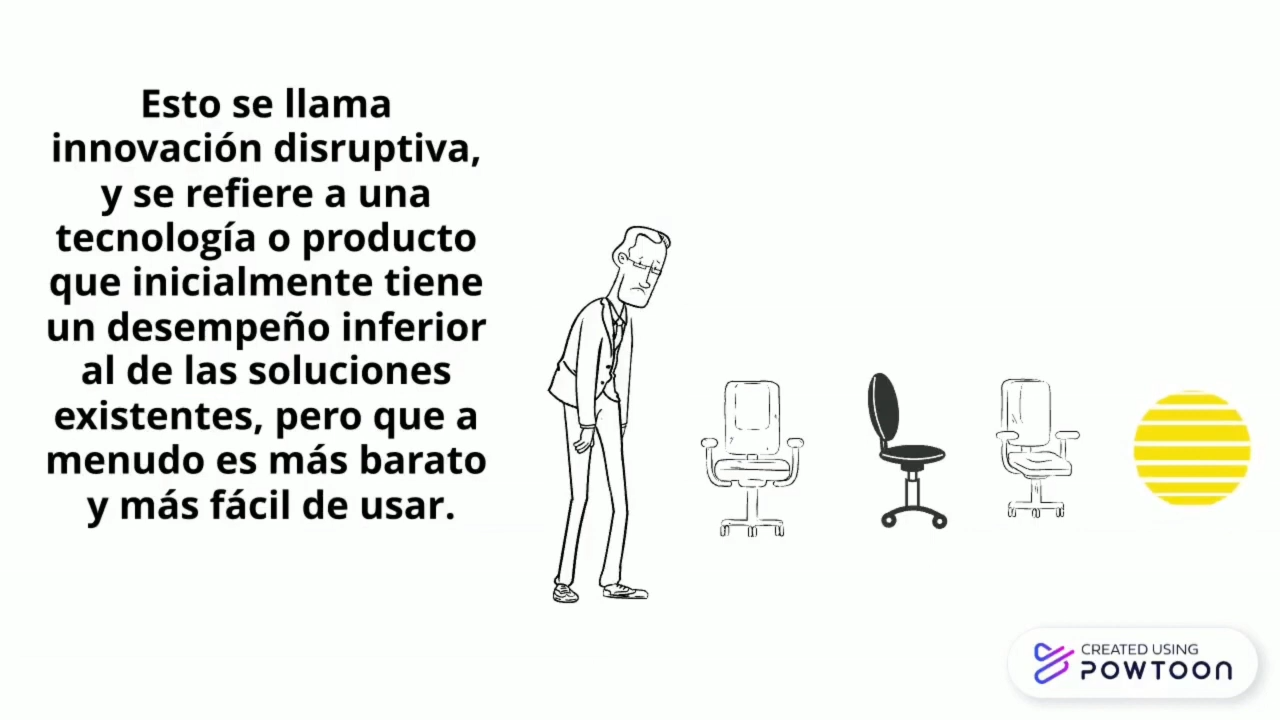 Esto se llama
innovación disruptiva,
y se refiere a una
tecnología o producto
que inicialmente tiene
un desempeño inferior
al de las soluciones
existentes, pero que a
menudo es más barato
y más fácil de usar.
CREATED USING
POWTOON